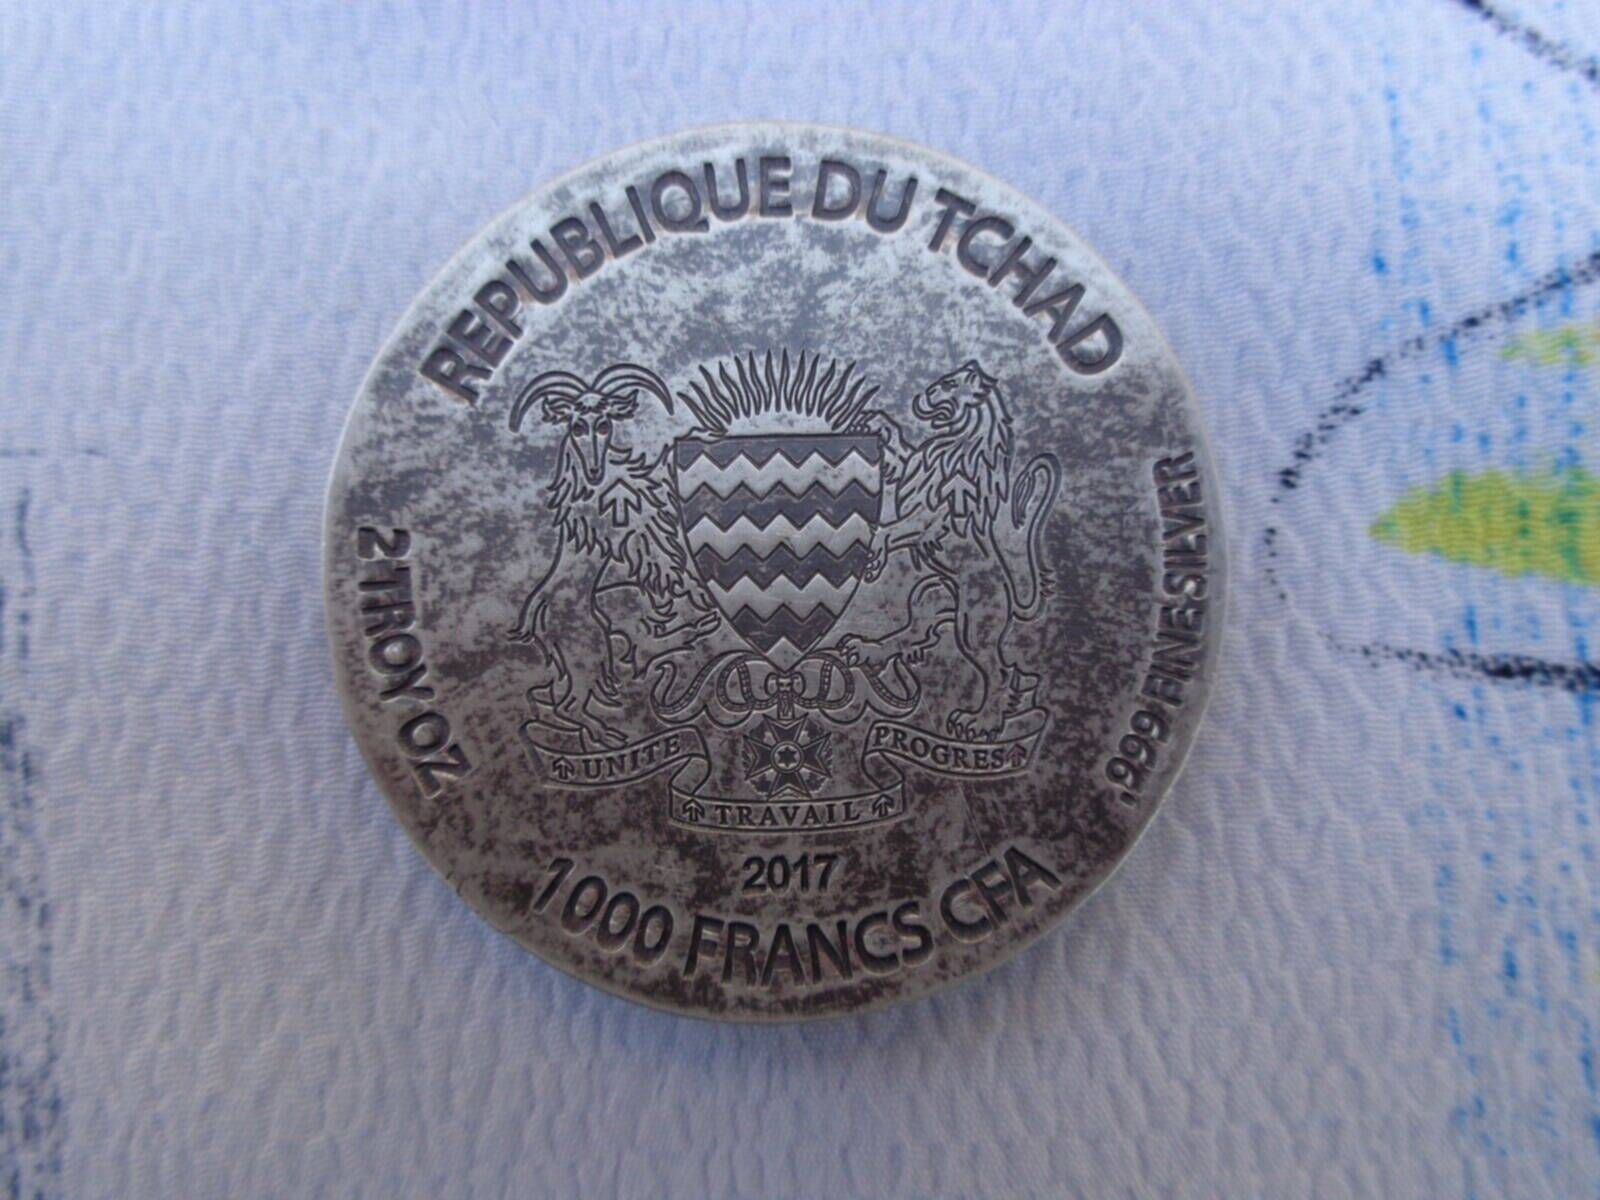 REPUBLIQUE DU TCHAD
2 TROY OZ
.999 FINE SILVER
UNITE
PROGRES
TRAVAIL
2017
1000 FRANCS CFA